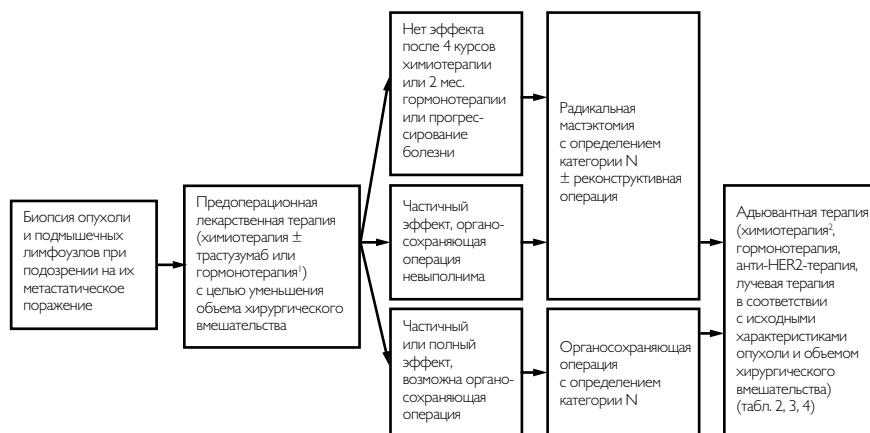 Биопсия опухоли
и подмышечных
лимфоузлов при
подозрении на их
метастатическое
поражение
Предоперационная
лекарственная терапия
(химиотерапия ±
трастузумаб или
гормонотерапия¹)
с целью уменьшения
объема хирургического
вмешательства
Нет эффекта
после 4 курсов
химиотерапии
или 2 мес.
гормонотерапии
или прогрес-
сирование
болезни
Частичный
эффект, органо-
сохраняющая
операция
невыполнима
Частичный
или полный
эффект,
возможна органо-
сохраняющая
операция
Радикальная
мастэктомия
с определением
категории N
± реконструктивная
операция
Органосохраняющая
операция
с определением
категории N
Адьювантная терапия
(химиотерапия²,
гормонотерапия,
анти-HER2-терапия,
лучевая терапия
в соответствии
с исходными
характеристиками
опухоли и объемом
хирургического
вмешательства)
(табл. 2, 3, 4)